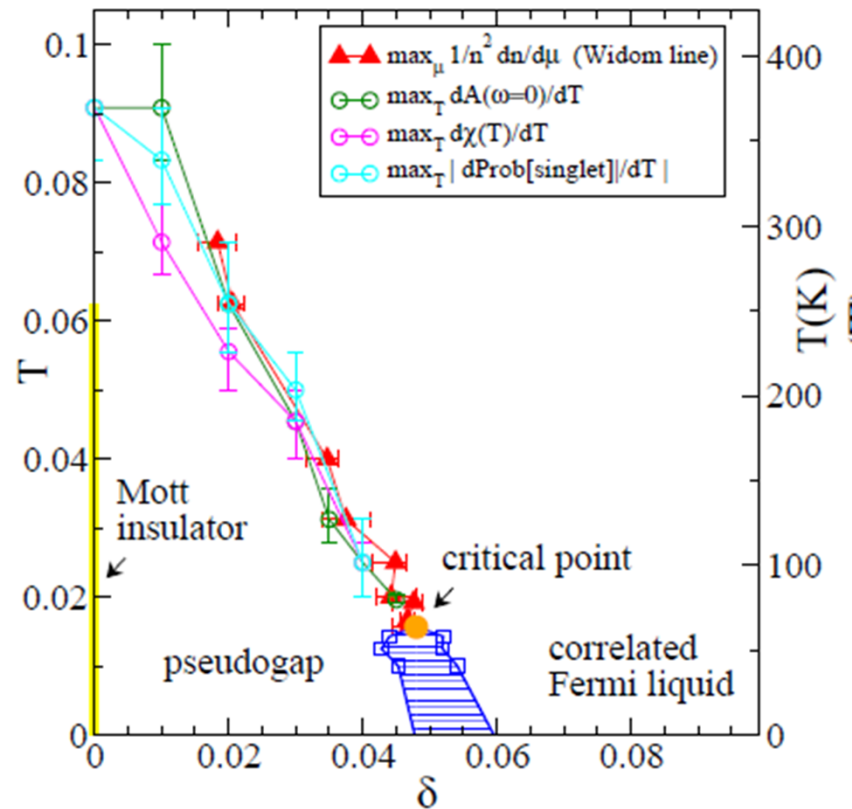 max_μ 1/n² dn/dμ (Widom line)
max_T dA(ω=0)/dT
max_T dχ(T)/dT
max_T | dProb[singlet]|/dT |
0.1
0.08
0.06
0.04
0.02
0
T
400
300
200
100
0
T(K)
Mott
insulator
critical point
pseudogap
correlated
Fermi liquid
0
0.02
0.04
0.06
0.08
δ